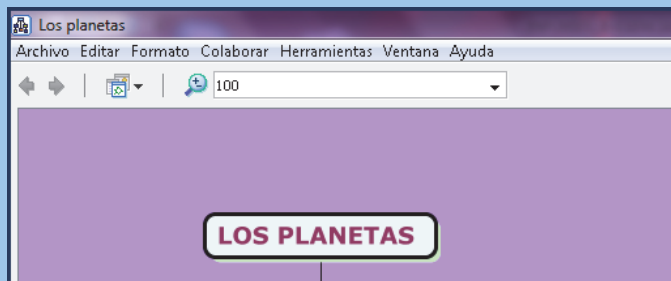 Los planetas
Archivo Editar Formato Colaborar Herramientas Ventana Ayuda
100
LOS PLANETAS